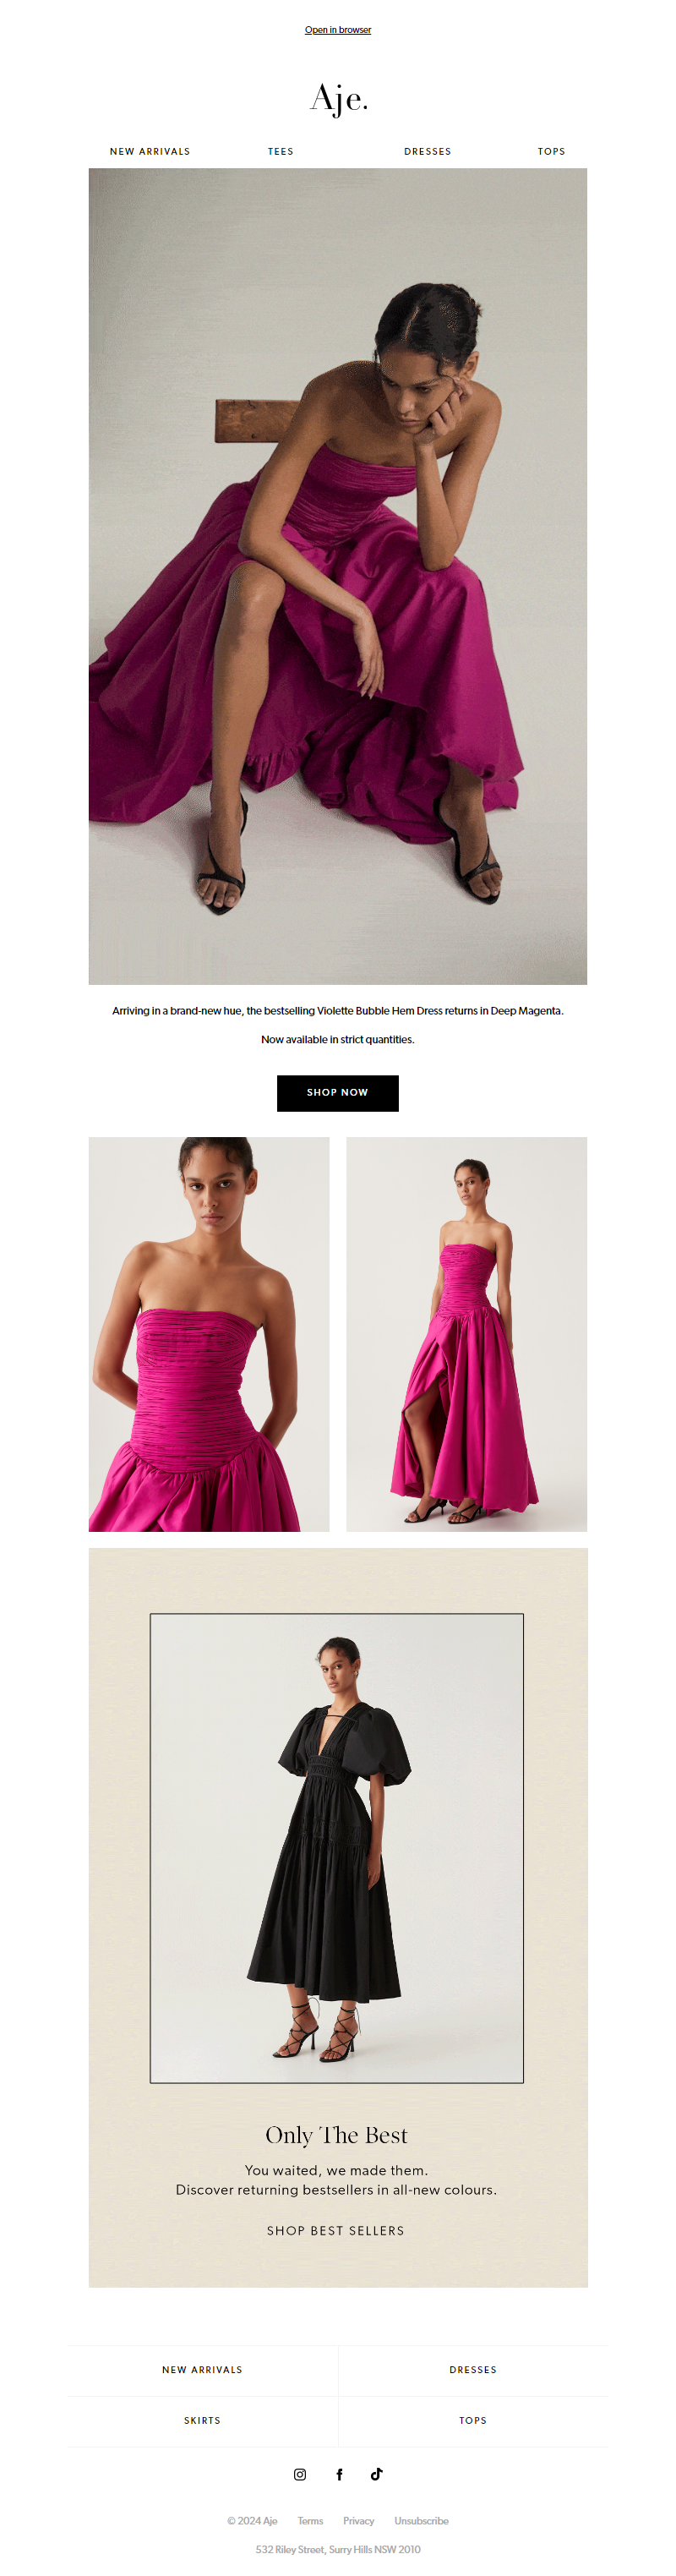 Open in browser
Aje.
NEW ARRIVALS TEES DRESSES TOPS
Arriving in a brand-new hue, the bestselling Violette Bubble Hem Dress returns in Deep Magenta.
Now available in strict quantities.
SHOP NOW
Only The Best
You waited, we made them.
Discover returning bestsellers in all-new colours.
SHOP BEST SELLERS
NEW ARRIVALS DRESSES
SKIRTS TOPS
© 2024 Aje Terms Privacy Unsubscribe
532 Riley Street, Surry Hills NSW 2010